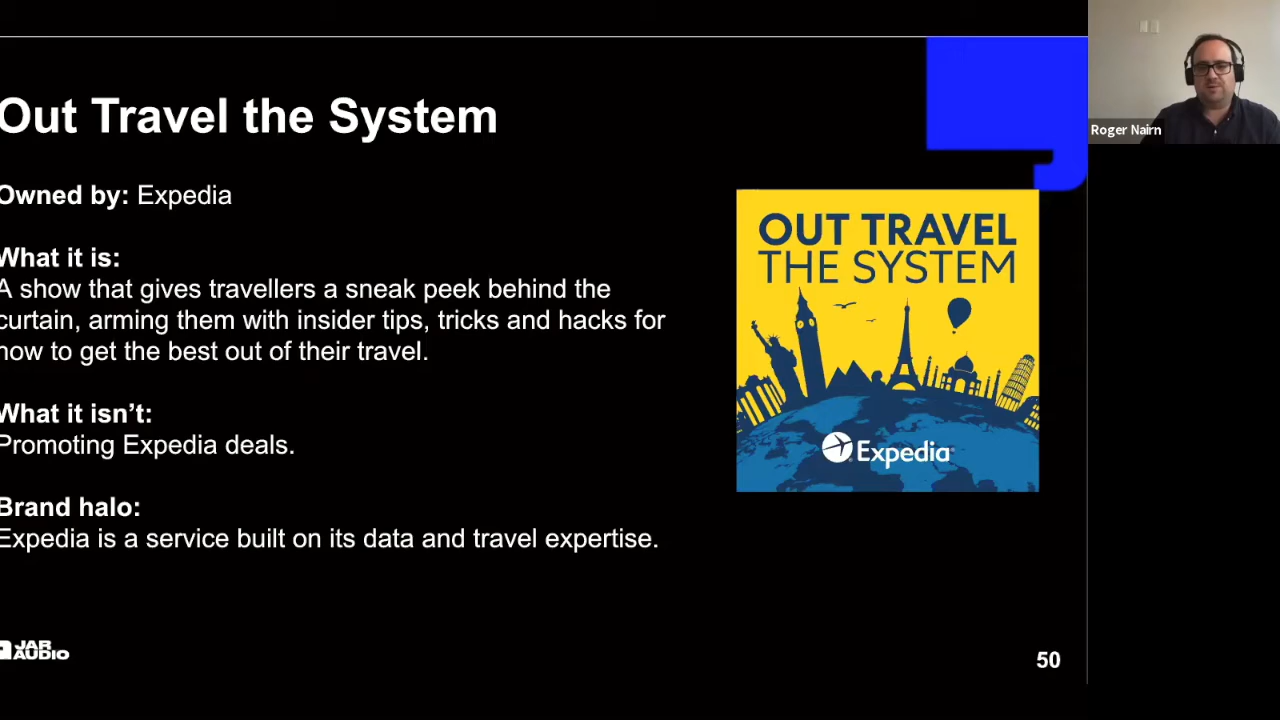 Out Travel the System
Owned by: Expedia
What it is:
A show that gives travellers a sneak peek behind the
curtain, arming them with insider tips, tricks and hacks for
how to get the best out of their travel.
What it isn’t:
Promoting Expedia deals.
Brand halo:
Expedia is a service built on its data and travel expertise.
OUT TRAVEL
THE SYSTEM
Expedia
JAR
AUDIO
50
Roger Nairn